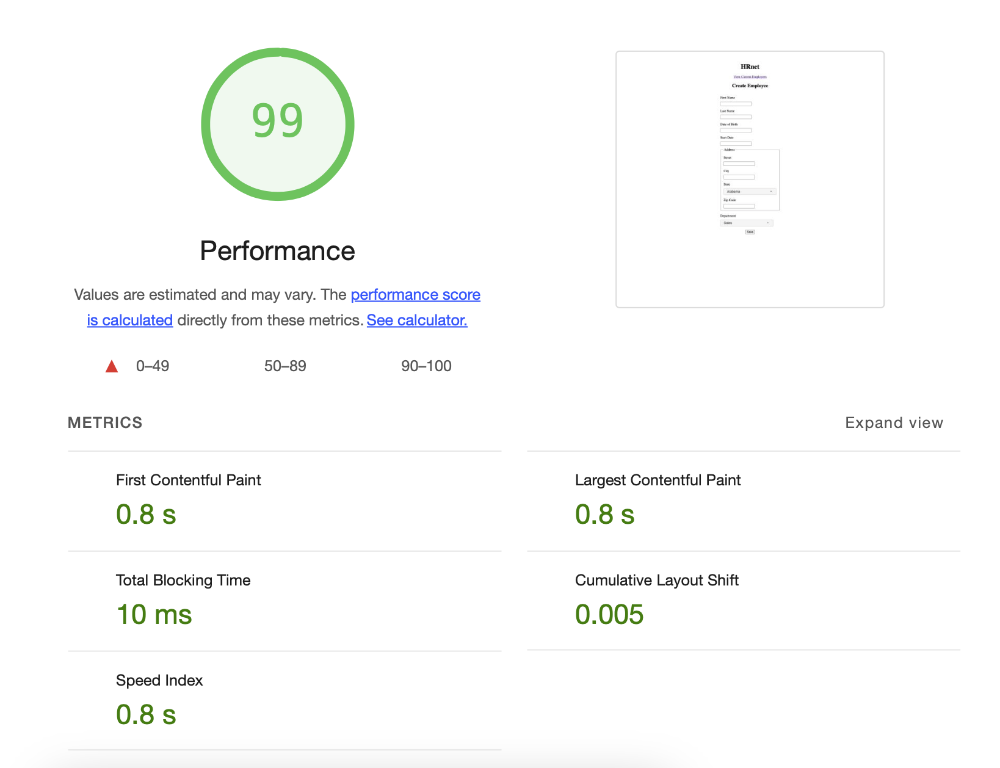 99
Performance
Values are estimated and may vary. The performance score
is calculated directly from these metrics. See calculator.
0–49
50–89
90–100
HRnet
View Current Employees
Create Employee
First Name
Last Name
Date of Birth
Start Date
Address
Street
City
State
Alabama
Zip Code
Department
Sales
Save
METRICS
Expand view
First Contentful Paint
0.8 s
Largest Contentful Paint
0.8 s
Total Blocking Time
10 ms
Cumulative Layout Shift
0.005
Speed Index
0.8 s